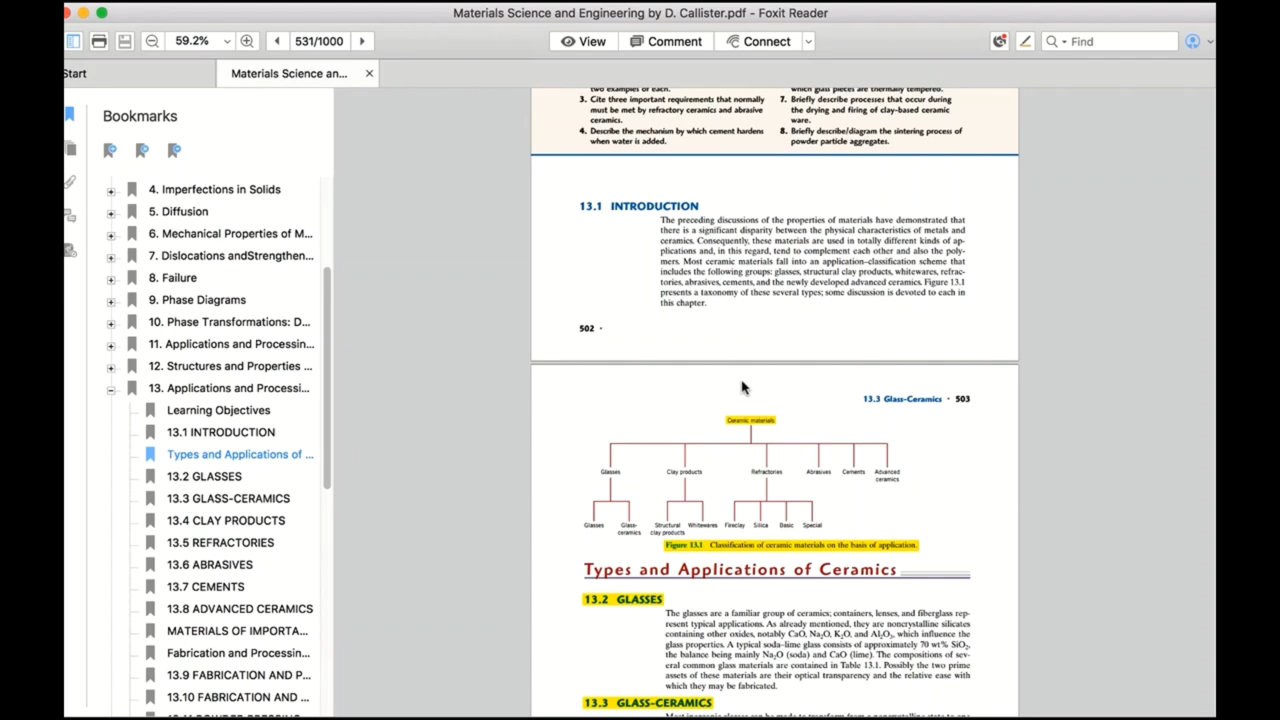 Materials Science and Engineering by D. Callister.pdf - Foxit Reader
59.2%
531/1000
View
Comment
Connect
Find
Start
Materials Science an...
Bookmarks
4. Imperfections in Solids
5. Diffusion
6. Mechanical Properties of M...
7. Dislocations andStrengthen...
8. Failure
9. Phase Diagrams
10. Phase Transformations: D...
11. Applications and Processin...
12. Structures and Properties ...
13. Applications and Processi...
Learning Objectives
13.1 INTRODUCTION
Types and Applications of ...
13.2 GLASSES
13.3 GLASS-CERAMICS
13.4 CLAY PRODUCTS
13.5 REFRACTORIES
13.6 ABRASIVES
13.7 CEMENTS
13.8 ADVANCED CERAMICS
MATERIALS OF IMPORTA...
Fabrication and Processin...
13.9 FABRICATION AND P...
13.10 FABRICATION AND ...
two examples of each.
3. Cite three important requirements that normally
must be met by refractory ceramics and abrasive
ceramics.
4. Describe the mechanism by which cement hardens
when water is added.
which glass pieces are thermally tempered.
7. Briefly describe processes that occur during
the drying and firing of clay-based ceramic
ware.
8. Briefly describe/diagram the sintering process of
powder particle aggregates.
13.1 INTRODUCTION
The preceding discussions of the properties of materials have demonstrated that
there is a significant disparity between the physical characteristics of metals and
ceramics. Consequently, these materials are used in totally different kinds of ap-
plications and, in this regard, tend to complement each other and also the poly-
mers. Most ceramic materials fall into an application–classification scheme that
includes the following groups: glasses, structural clay products, whitewares, refrac-
tories, abrasives, cements, and the newly developed advanced ceramics. Figure 13.1
presents a taxonomy of these several types; some discussion is devoted to each in
this chapter.
502 •
13.3 Glass-Ceramics • 503
Ceramic materials
Glasses
Clay products
Refractories
Abrasives
Cements
Advanced
ceramics
Glasses
Glass-
ceramics
Structural
clay products
Whitewares
Fireclay
Silica
Basic
Special
Figure 13.1 Classification of ceramic materials on the basis of application.
Types and Applications of Ceramics
13.2 GLASSES
The glasses are a familiar group of ceramics; containers, lenses, and fiberglass rep-
resent typical applications. As already mentioned, they are noncrystalline silicates
containing other oxides, notably CaO, Na₂O, K₂O, and Al₂O₃, which influence the
glass properties. A typical soda–lime glass consists of approximately 70 wt% SiO₂,
the balance being mainly Na₂O (soda) and CaO (lime). The compositions of sev-
eral common glass materials are contained in Table 13.1. Possibly the two prime
assets of these materials are their optical transparency and the relative ease with
which they may be fabricated.
13.3 GLASS-CERAMICS